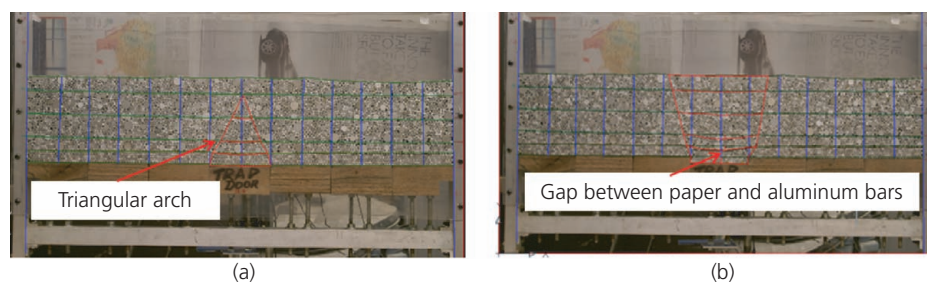 TRAP
DOOR
Triangular arch
(a)
TRAP
Gap between paper and aluminum bars
(b)